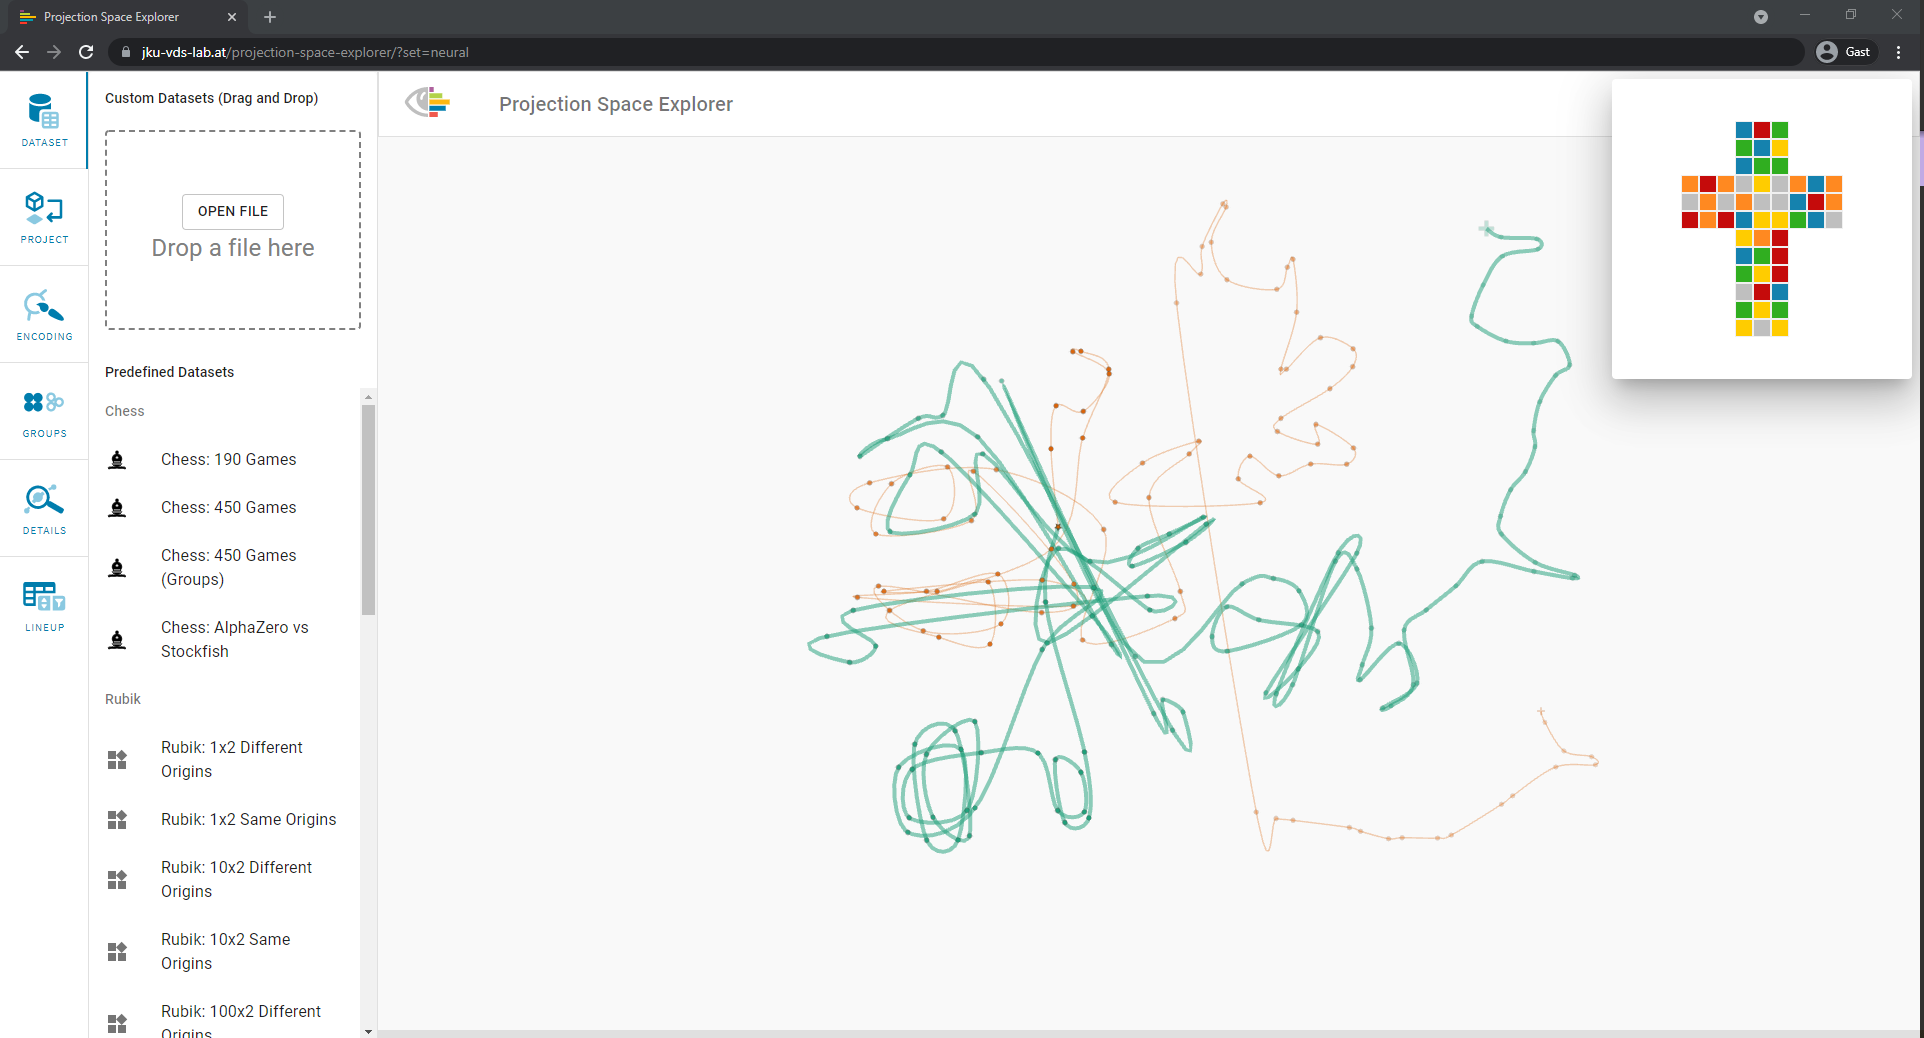 Projection Space Explorer
jku-vds-lab.at/projection-space-explorer/?set=neural
Gast
DATASET
PROJECT
ENCODING
GROUPS
DETAILS
LINEUP
Custom Datasets (Drag and Drop)
OPEN FILE
Drop a file here
Predefined Datasets
Chess
Chess: 190 Games
Chess: 450 Games
Chess: 450 Games
(Groups)
Chess: AlphaZero vs
Stockfish
Rubik
Rubik: 1x2 Different
Origins
Rubik: 1x2 Same Origins
Rubik: 10x2 Different
Origins
Rubik: 10x2 Same
Origins
Rubik: 100x2 Different
Origins
Projection Space Explorer